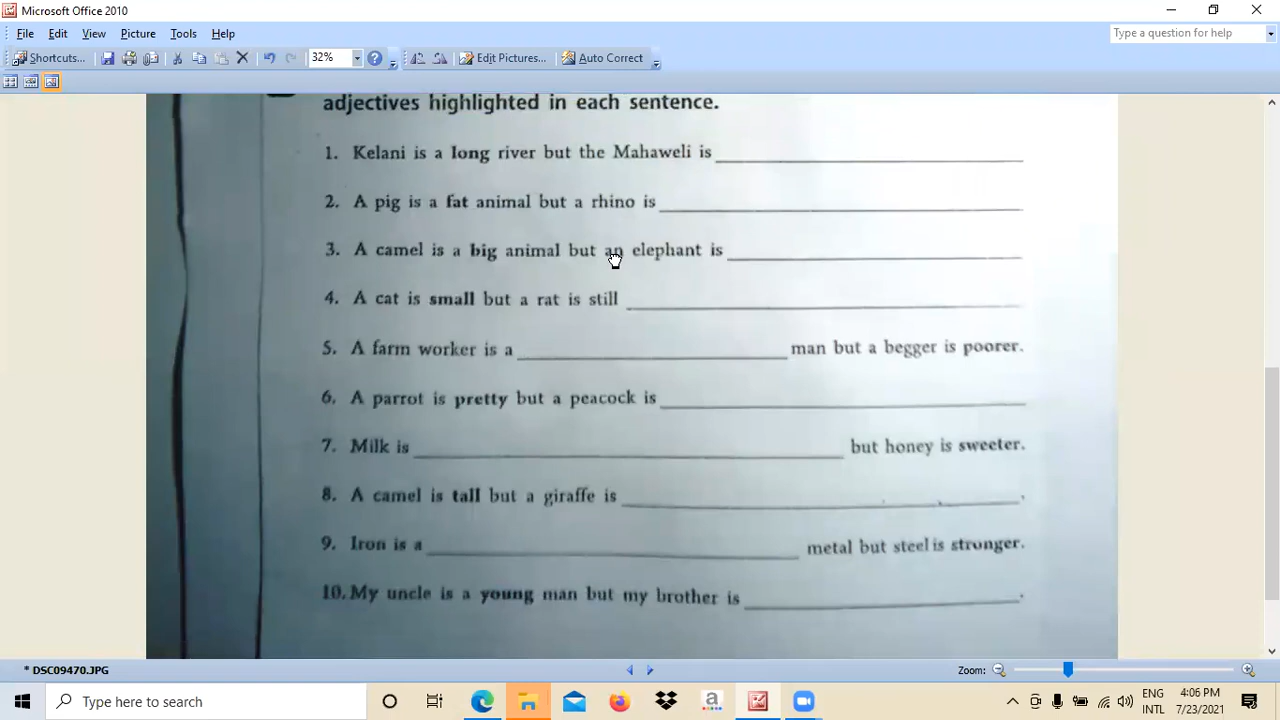 Microsoft Office 2010
File Edit View Picture Tools Help
Type a question for help
Shortcuts... 32% Edit Pictures... Auto Correct
adjectives highlighted in each sentence.
1. Kelani is a long river but the Mahaweli is
2. A pig is a fat animal but a rhino is
3. A camel is a big animal but an elephant is
4. A cat is small but a rat is still
5. A farm worker is a man but a begger is poorer.
6. A parrot is pretty but a peacock is
7. Milk is but honey is sweeter.
8. A camel is tall but a giraffe is .
9. Iron is a metal but steel is stronger.
10. My uncle is a young man but my brother is .
* DSC09470.JPG
Zoom:
Type here to search
ENG
INTL
4:06 PM
7/23/2021